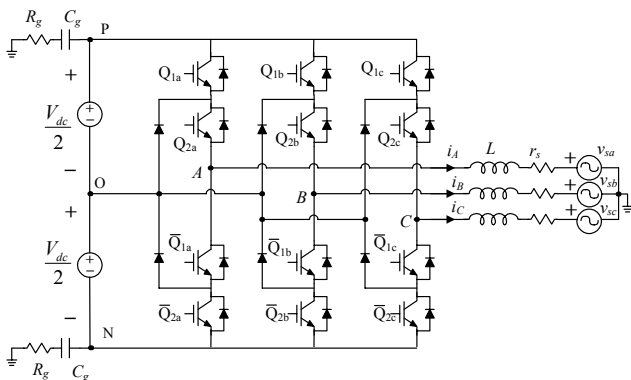 R_g C_g P
+
V_dc/2
−
O
+
V_dc/2
−
N
R_g C_g
Q_1a Q_1b Q_1c
Q_2a Q_2b Q_2c
A B C
Q̅_1a Q̅_1b Q̅_1c
Q̅_2a Q̅_2b Q̅_2c
i_A L r_s + v_sa
i_B + v_sb
i_C + v_sc